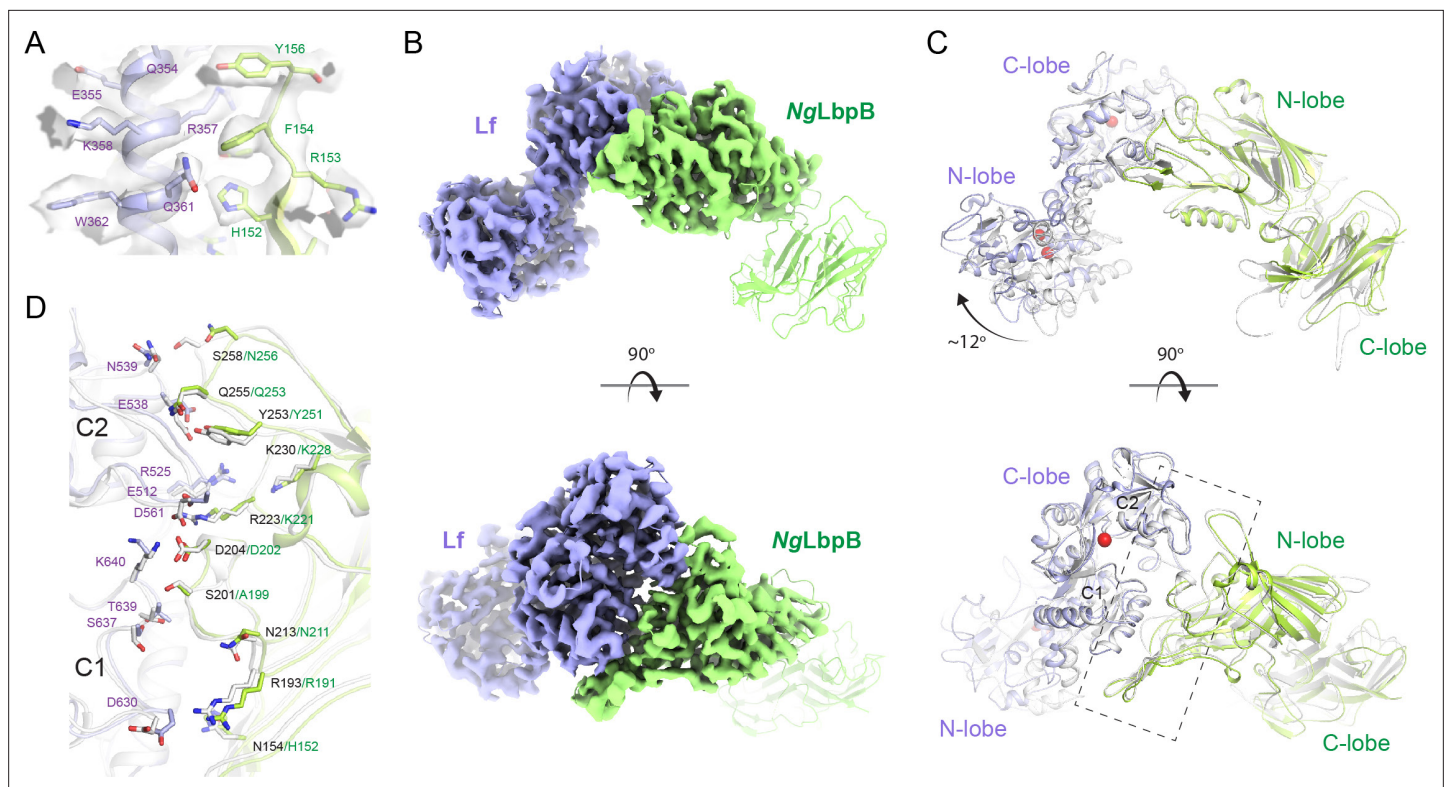 A
Y156
Q354
E355
R357
F154
K358
R153
Q361
W362
H152
B
Lf
NgLbpB
90°
Lf
NgLbpB
C
C-lobe
N-lobe
N-lobe
~12°
C-lobe
90°
C-lobe
C2
N-lobe
C1
N-lobe
C-lobe
D
S258/N256
N539
Q255/Q253
E538
Y253/Y251
C2
K230/K228
R525
E512
D561
R223/K221
D204/D202
K640
S201/A199
T639
S637
N213/N211
C1
R193/R191
D630
N154/H152